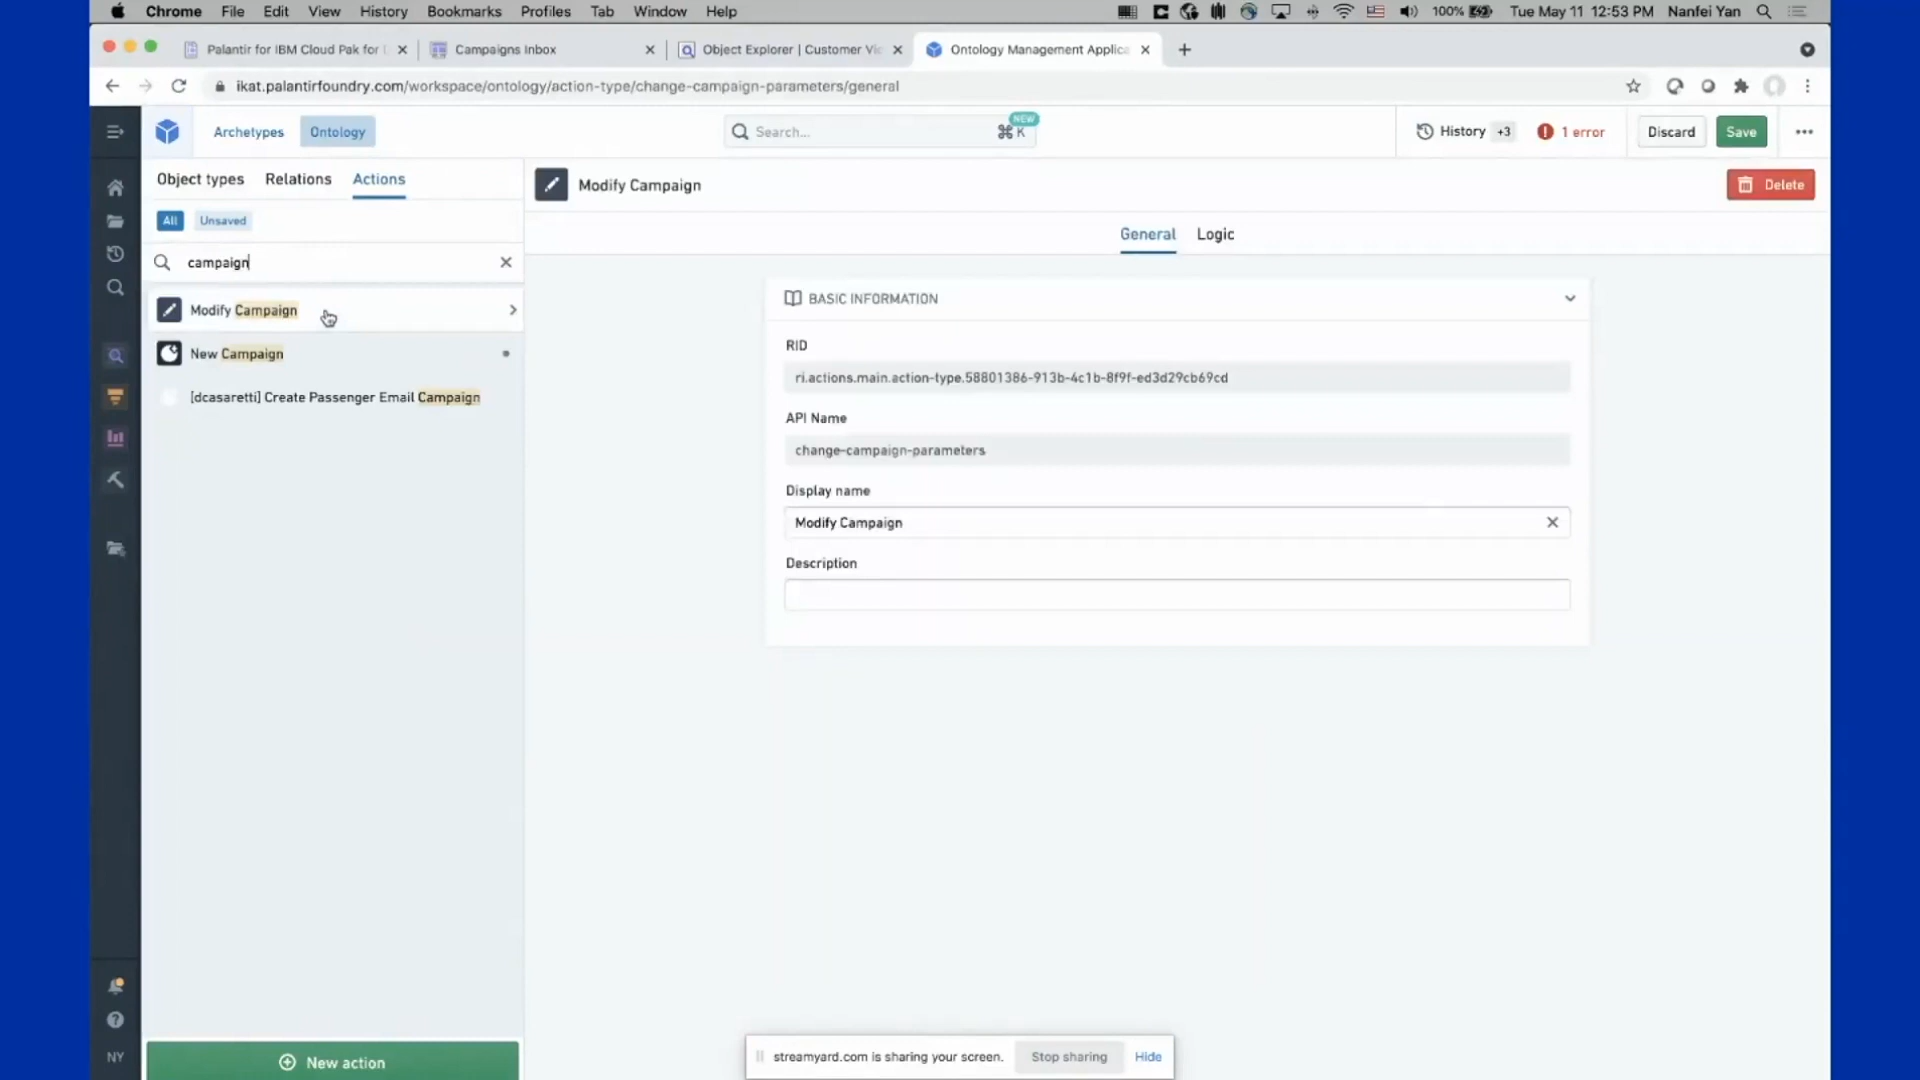 Chrome File Edit View History Bookmarks Profiles Tab Window Help 100% Tue May 11 12:53 PM Nanfei Yan
Palantir for IBM Cloud Pak for Campaigns Inbox Object Explorer | Customer Vi Ontology Management Applica
ikat.palantirfoundry.com/workspace/ontology/action-type/change-campaign-parameters/general
Archetypes Ontology Search... ⌘ K NEW History +3 1 error Discard Save
Object types Relations Actions
Modify Campaign Delete
All Unsaved
General Logic
campaign
Modify Campaign
New Campaign
[dcasaretti] Create Passenger Email Campaign
BASIC INFORMATION
RID
ri.actions.main.action-type.58801386-913b-4c1b-8f9f-ed3d29cb69cd
API Name
change-campaign-parameters
Display name
Modify Campaign
Description
NY
New action
streamyard.com is sharing your screen. Stop sharing Hide